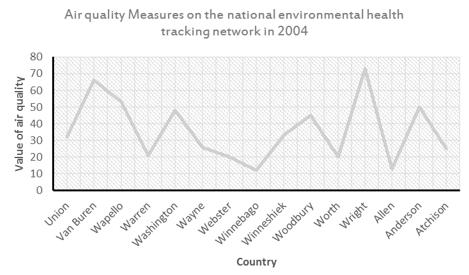 Air quality Measures on the national environmental health
tracking network in 2004
Value of air quality
80
70
60
50
40
30
20
10
0
Union
Van Buren
Wapello
Warren
Washington
Wayne
Webster
Winnebago
Winneshiek
Woodbury
Worth
Wright
Allen
Anderson
Atchison
Country